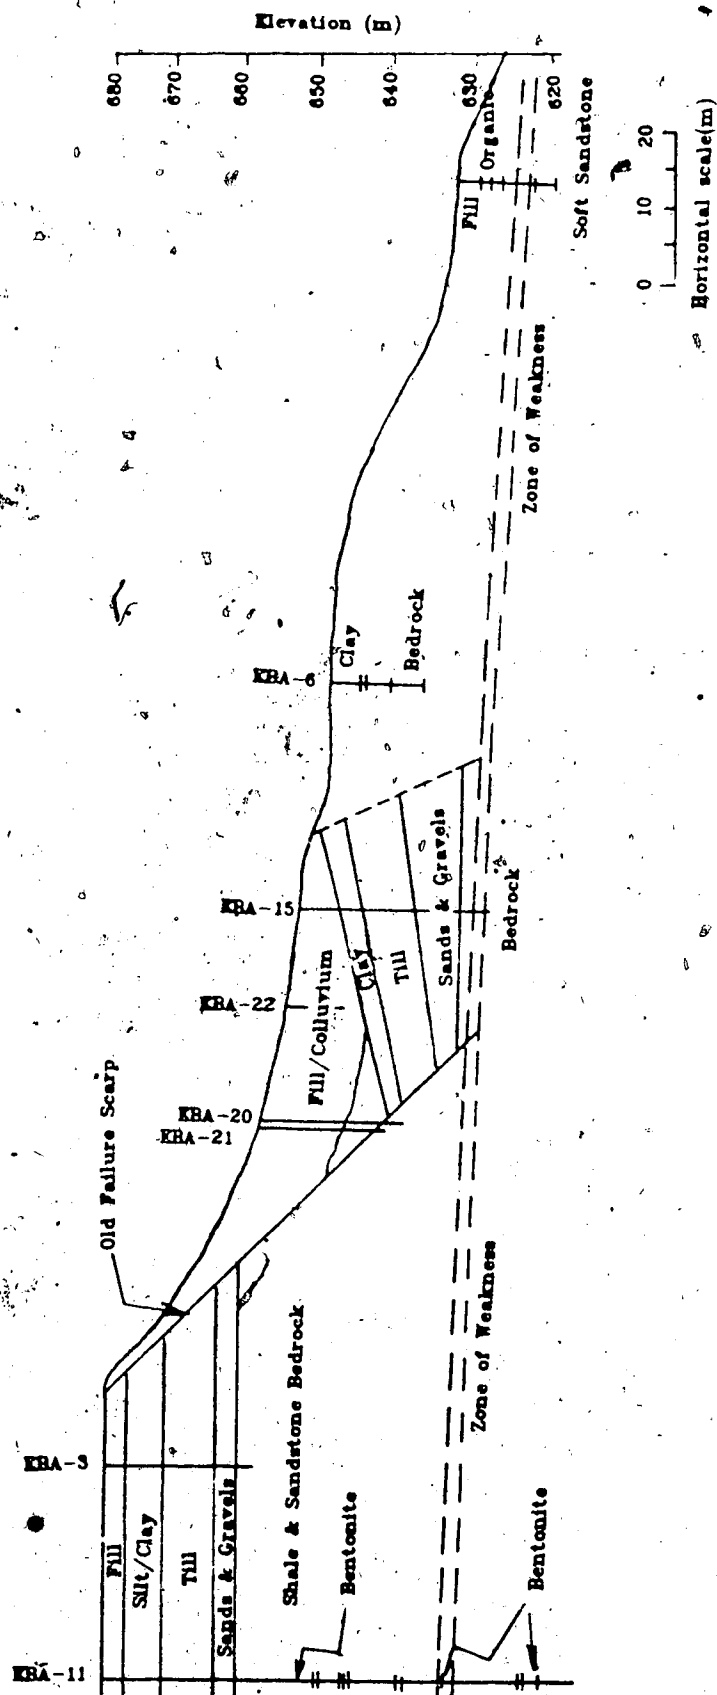 Elevation (m)
680
670
660
650
640
630
620
Organic
Fill
Soft Sandstone
0 10 20
Horizontal scale(m)
Zone of Weakness
KBA-6
Clay
Bedrock
KBA-15
Sands & Gravels
Bedrock
KBA-22
Fill/Colluvium
Clay
Till
KBA-20
KBA-21
Old Failure Scarp
Zone of Weakness
KBA-3
Fill
Silt/Clay
Till
Sands & Gravels
Shale & Sandstone Bedrock
Bentonite
Bentonite
KBA-11